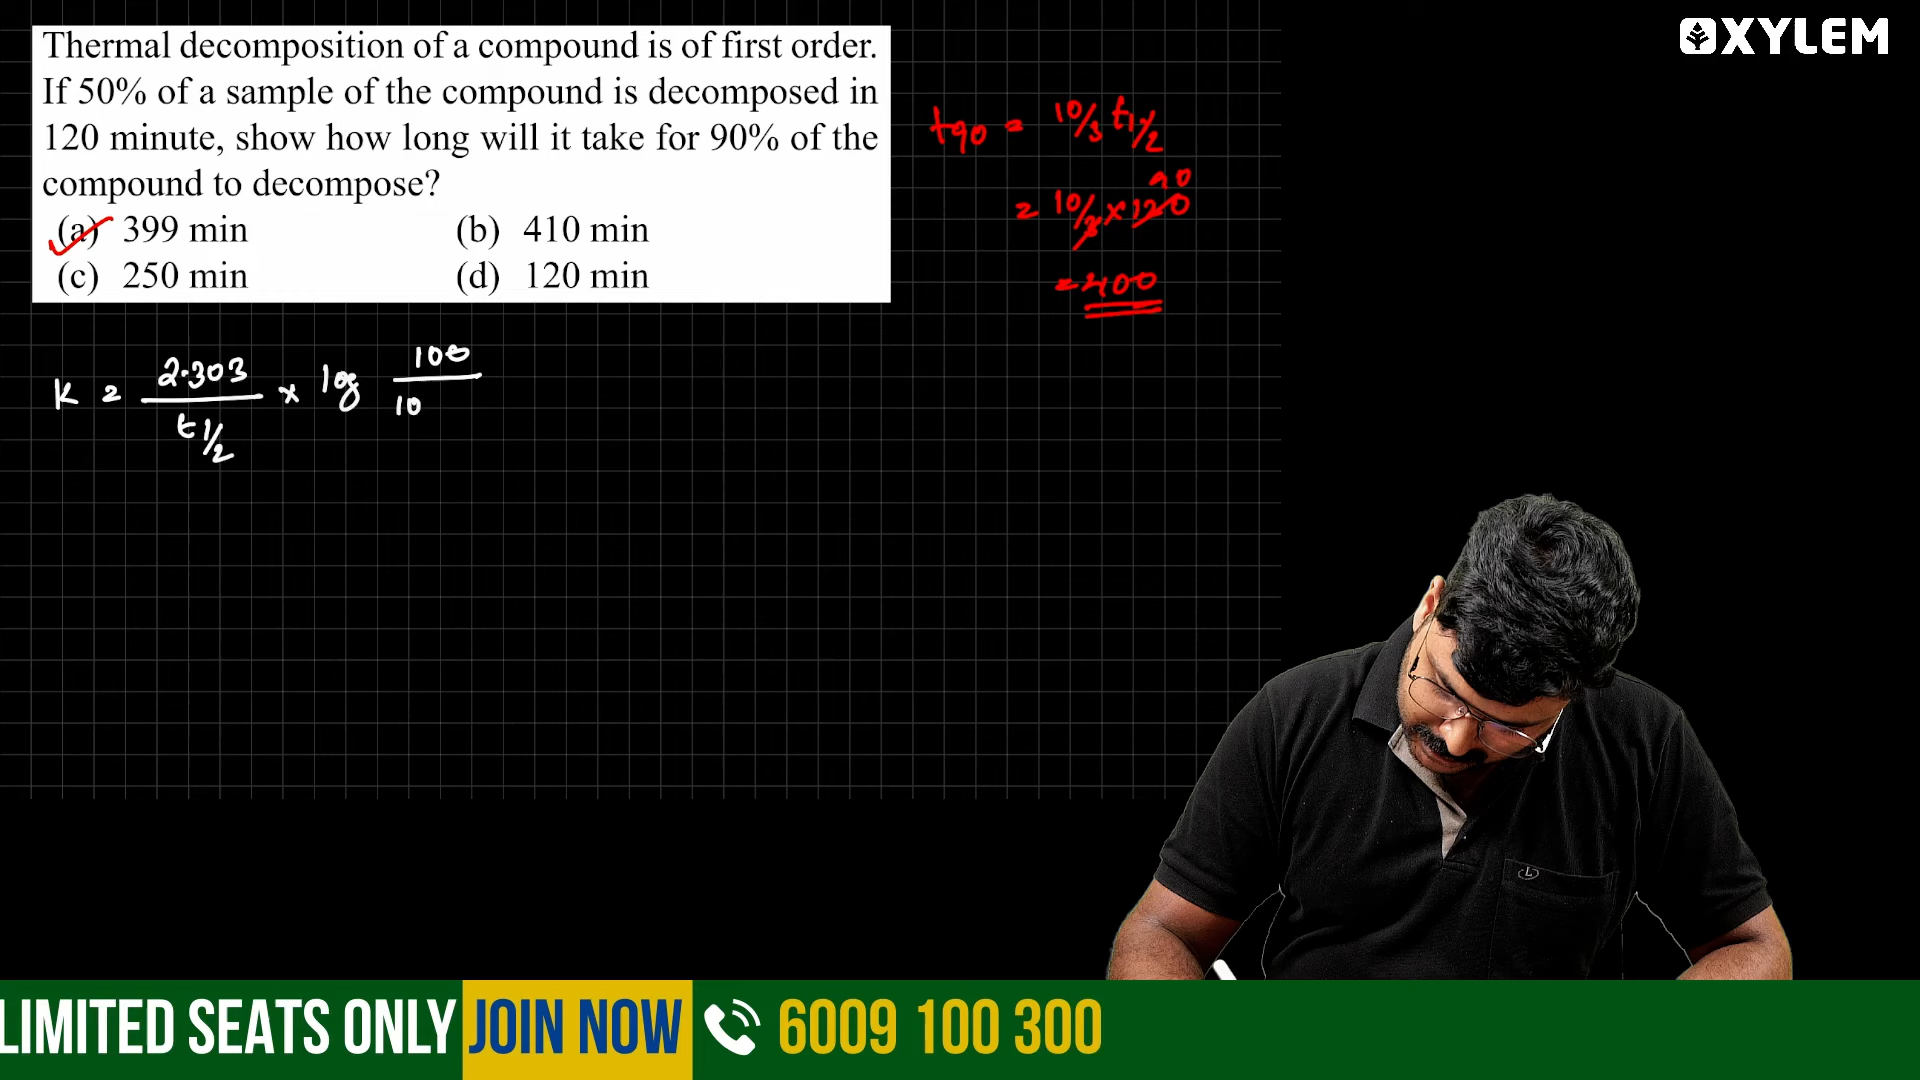 OXYLEM
Thermal decomposition of a compound is of first order.
If 50% of a sample of the compound is decomposed in
120 minute, show how long will it take for 90% of the
compound to decompose?
(a) 399 min (b) 410 min
(c) 250 min (d) 120 min
t90 = 10/3 t1/2
= 10/3 × 120
40
= 400
K = 2.303/t1/2 × log 100/10
LIMITED SEATS ONLY JOIN NOW 6009 100 300